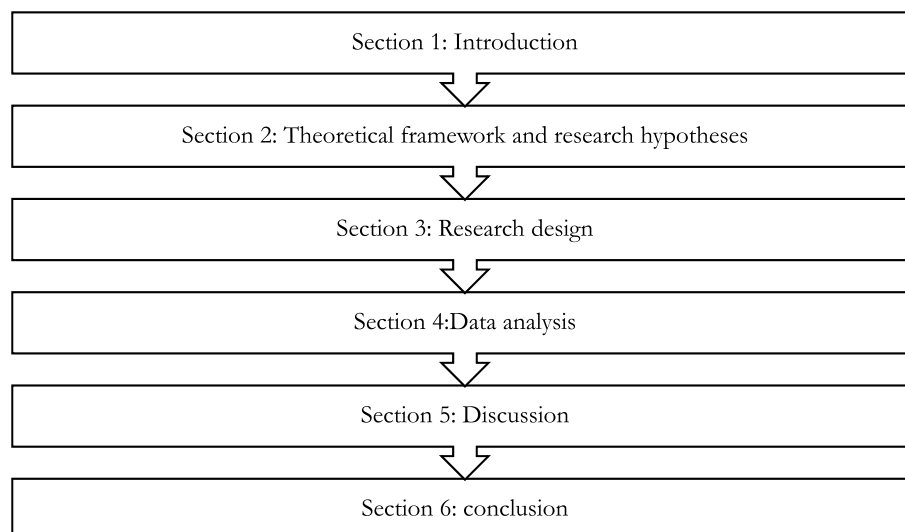 Section 1: Introduction
Section 2: Theoretical framework and research hypotheses
Section 3: Research design
Section 4:Data analysis
Section 5: Discussion
Section 6: conclusion